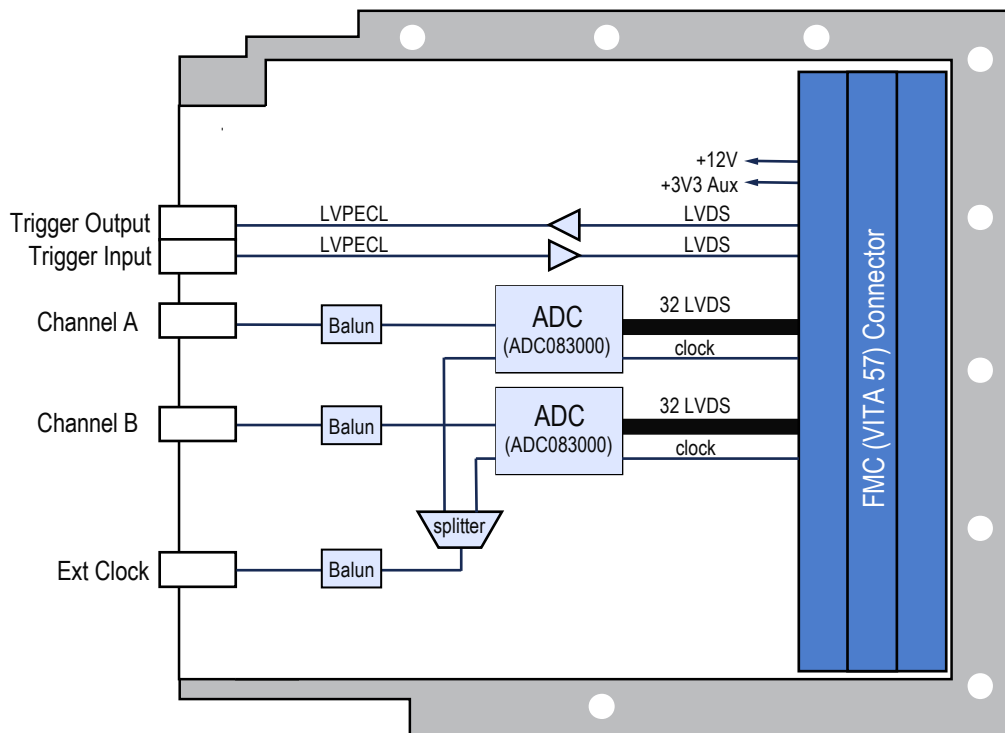 +12V
+3V3 Aux
Trigger Output
LVPECL
LVDS
Trigger Input
LVPECL
LVDS
Channel A
Balun
ADC
(ADC083000)
32 LVDS
clock
Channel B
Balun
ADC
(ADC083000)
32 LVDS
clock
splitter
Ext Clock
Balun
FMC (VITA 57) Connector